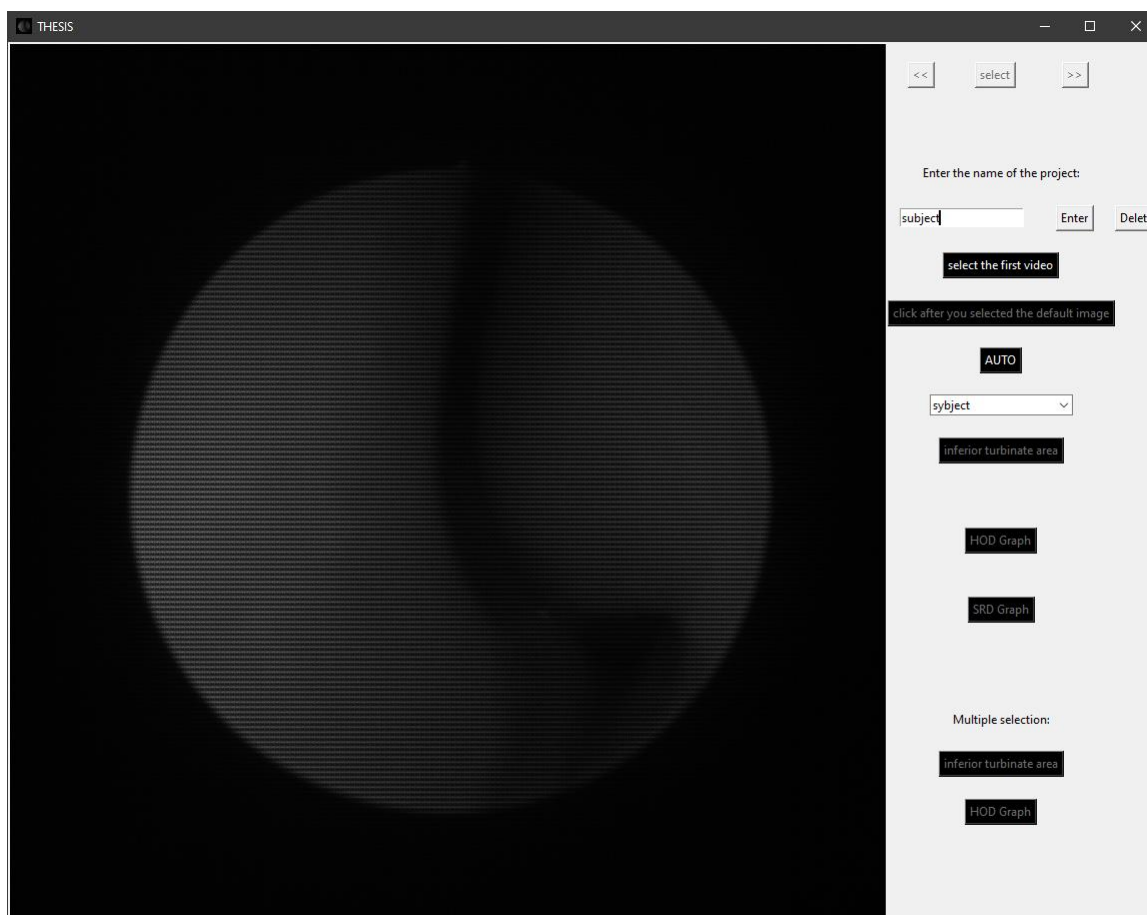 THESIS
<< select >>
Enter the name of the project:
subject Enter Delet
select the first video
click after you selected the default image
AUTO
sybject
inferior turbinate area
HOD Graph
SRD Graph
Multiple selection:
inferior turbinate area
HOD Graph